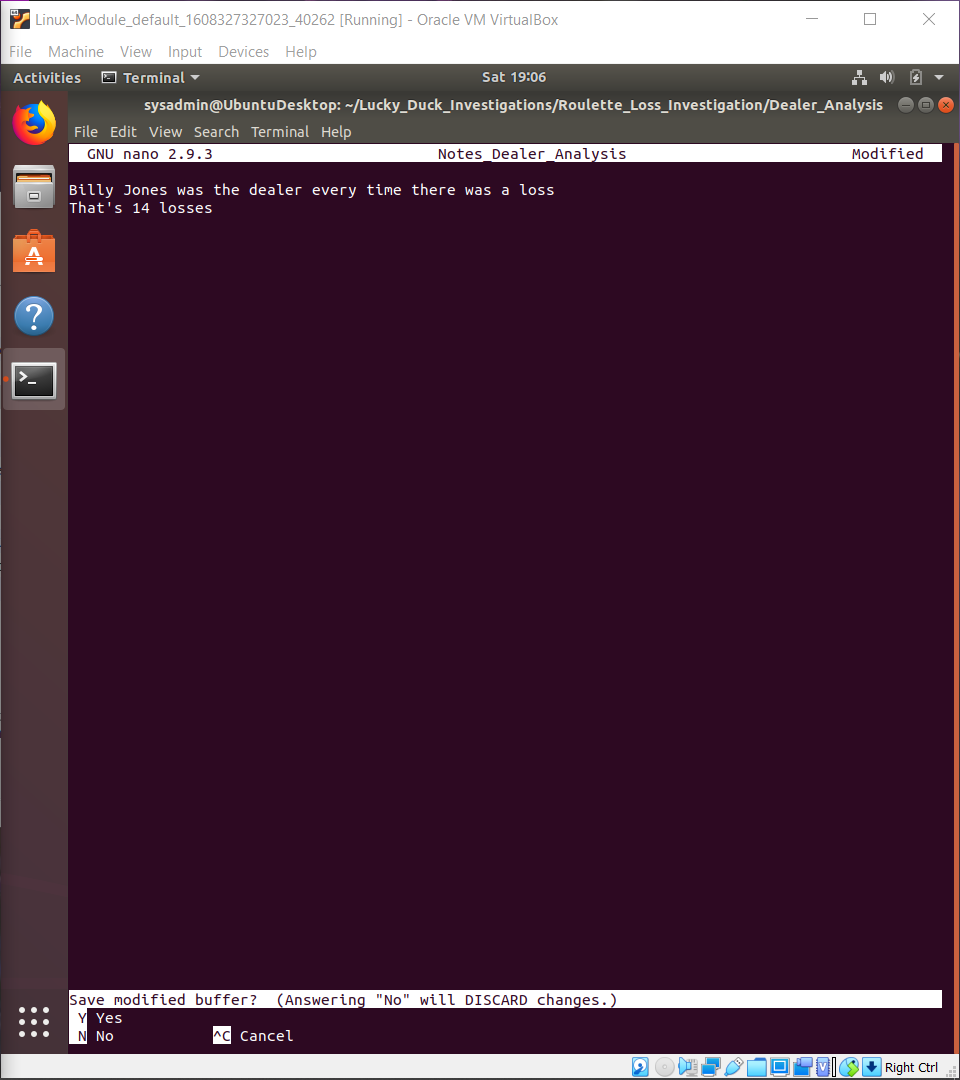 Linux-Module_default_1608327327023_40262 [Running] - Oracle VM VirtualBox
File Machine View Input Devices Help
Activities Terminal Sat 19:06
sysadmin@UbuntuDesktop: ~/Lucky_Duck_Investigations/Roulette_Loss_Investigation/Dealer_Analysis
File Edit View Search Terminal Help
GNU nano 2.9.3 Notes_Dealer_Analysis Modified
Billy Jones was the dealer every time there was a loss
That's 14 losses
Save modified buffer? (Answering "No" will DISCARD changes.)
Y Yes
N No ^C Cancel
Right Ctrl